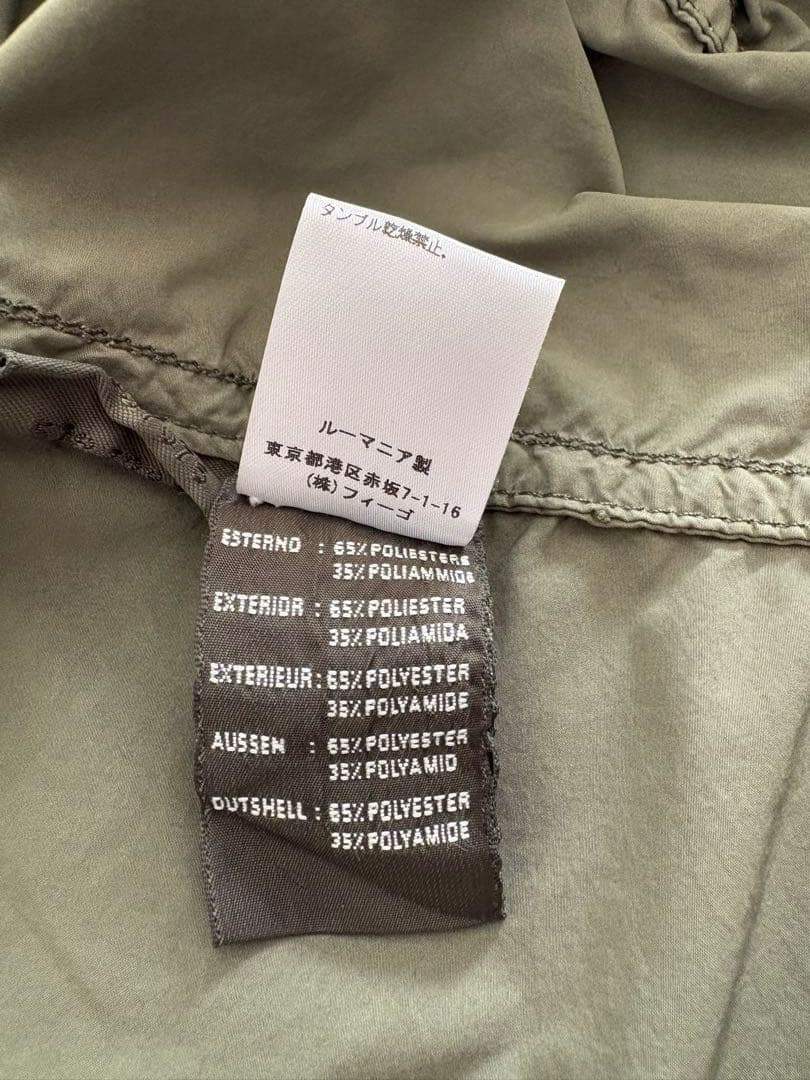 タンブル乾燥禁止.
ルーマニア製
東京都港区赤坂7-1-16
(株)フィーゴ
ESTERNO : 65%POLIESTERE
35%POLIAMMIDE
EXTERIOR : 65%POLIESTER
35%POLIAMIDA
EXTERIEUR : 65%POLYESTER
35%POLYAMIDE
AUSSEN : 65%POLYESTER
35%POLYAMID
OUTSHELL : 65%POLYESTER
35%POLYAMIDE